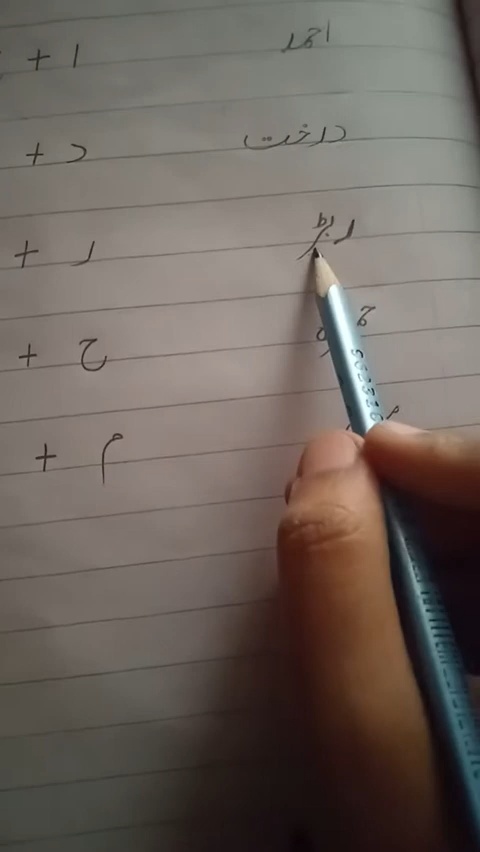 احمد ا +
درخت د +
ربڑ ر +
ح +
م +